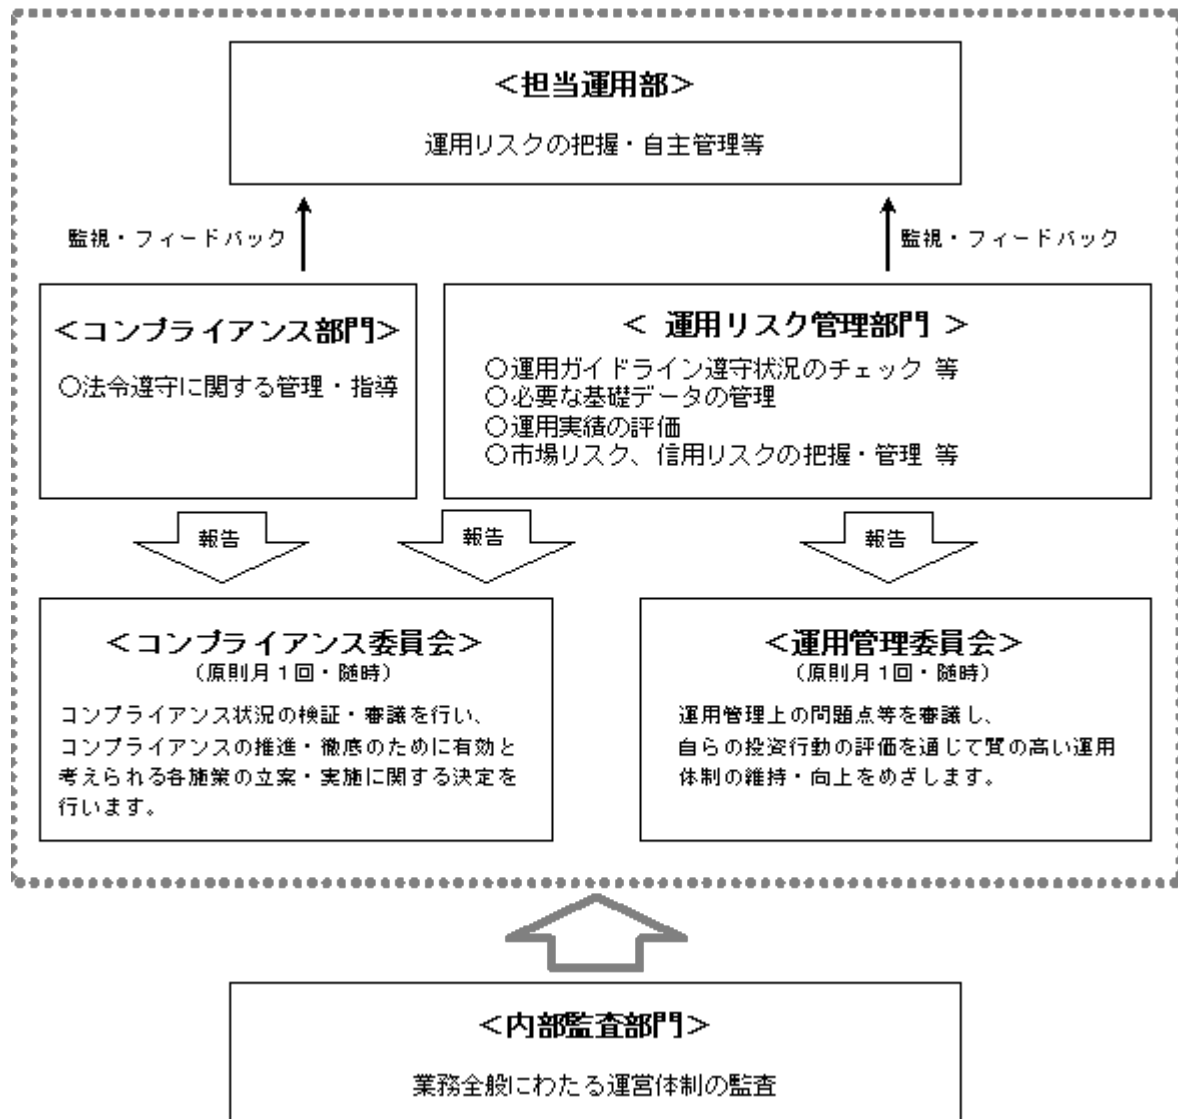 ＜担当運用部＞
運用リスクの把握・自主管理等
監視・フィードバック
監視・フィードバック
＜コンプライアンス部門＞
○法令遵守に関する管理・指導
＜ 運用リスク管理部門 ＞
○運用ガイドライン遵守状況のチェック 等
○必要な基礎データの管理
○運用実績の評価
○市場リスク、信用リスクの把握・管理 等
報告
報告
報告
＜コンプライアンス委員会＞
（原則月１回・随時）
コンプライアンス状況の検証・審議を行い、
コンプライアンスの推進・徹底のために有効と
考えられる各施策の立案・実施に関する決定を
行います。
＜運用管理委員会＞
（原則月１回・随時）
運用管理上の問題点等を審議し、
自らの投資行動の評価を通じて質の高い運用
体制の維持・向上をめざします。
＜内部監査部門＞
業務全般にわたる運営体制の監査